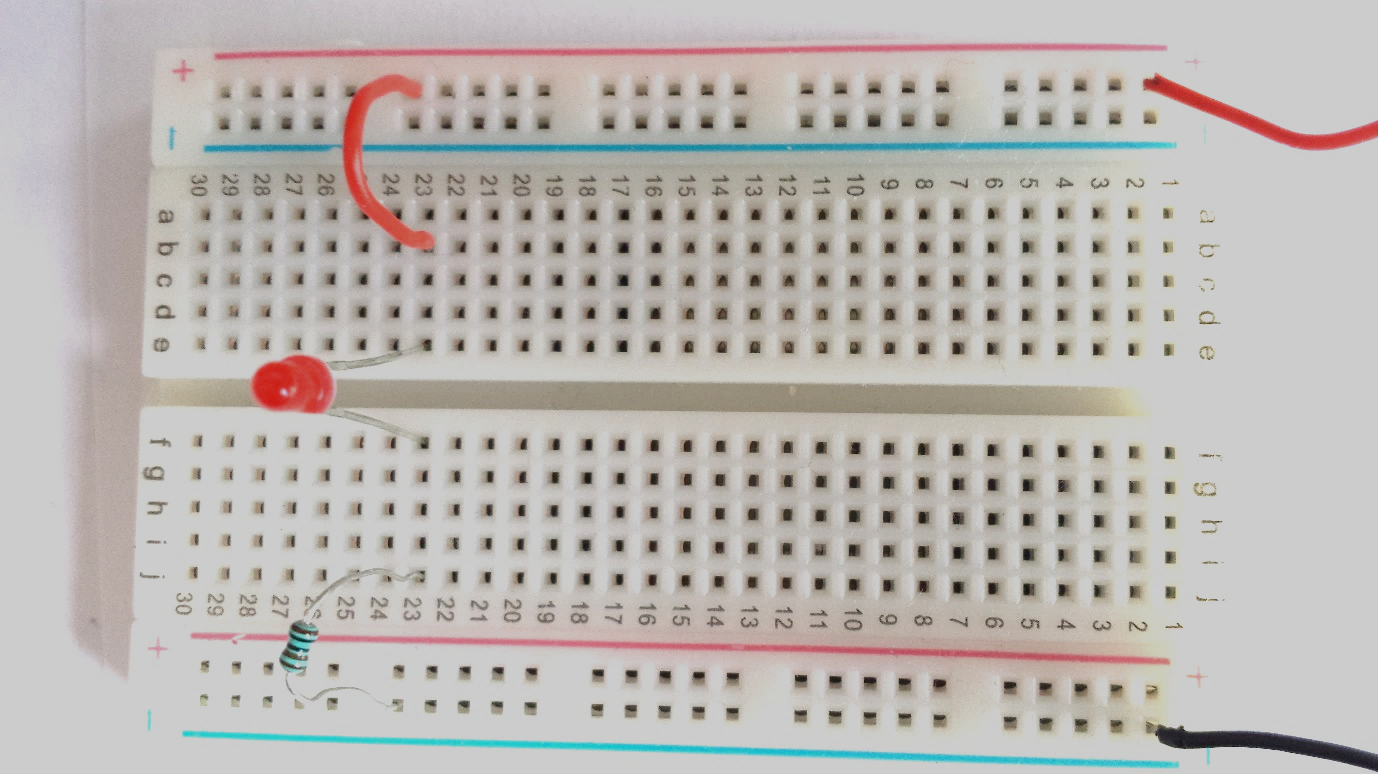 + +
- -
30 29 28 27 26 24 23 22 21 20 19 18 17 16 15 14 13 12 11 10 9 8 7 6 5 4 3 2 1
a a
b b
c c
d d
e e
f f
g g
h h
i i
j j
30 29 28 27 26 25 24 23 22 21 20 19 18 17 16 15 14 13 12 11 10 9 8 7 6 5 4 3 2 1
+ +
- -